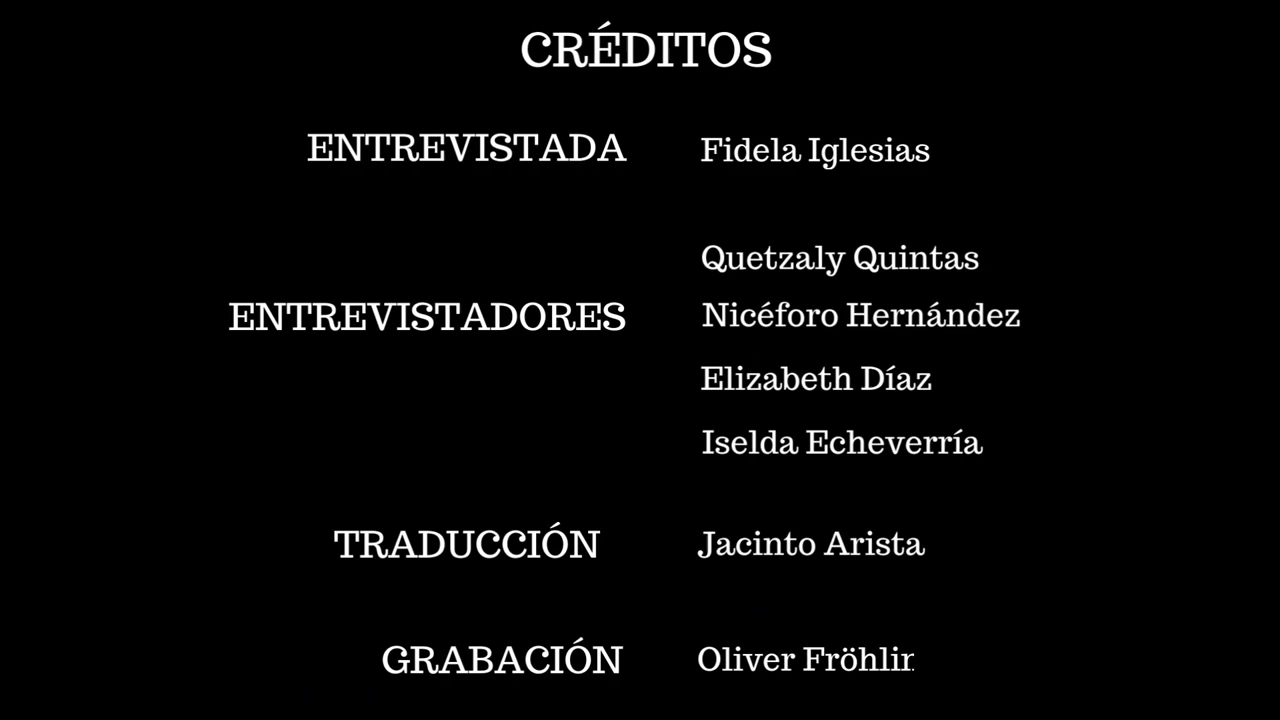 CRÉDITOS
ENTREVISTADA Fidela Iglesias
Quetzaly Quintas
ENTREVISTADORES Nicéforo Hernández
Elizabeth Díaz
Iselda Echeverría
TRADUCCIÓN Jacinto Arista
GRABACIÓN Oliver